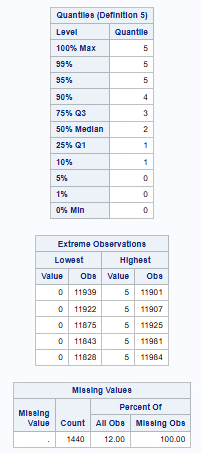 Quantiles (Definition 5)
Level Quantile
100% Max 5
99% 5
95% 5
90% 4
75% Q3 3
50% Median 2
25% Q1 1
10% 1
5% 0
1% 0
0% Min 0
Extreme Observations
Lowest Highest
Value Obs Value Obs
0 11939 5 11901
0 11922 5 11907
0 11875 5 11925
0 11843 5 11981
0 11828 5 11984
Missing Values
Missing Value Count Percent Of
All Obs Missing Obs
. 1440 12.00 100.00